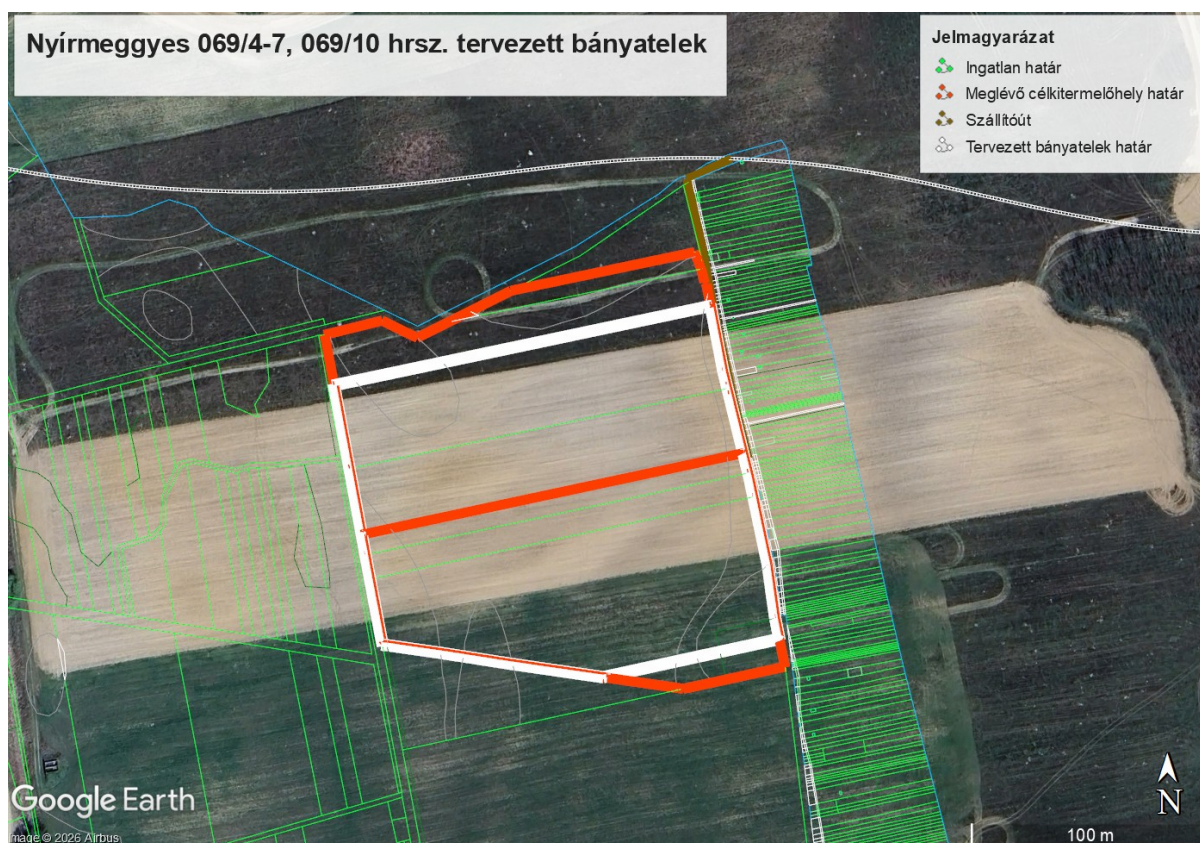 Nyírmeggyes 069/4-7, 069/10 hrsz. tervezett bányatelek
Jelmagyarázat
Ingatlan határ
Meglévő célkitermelőhely határ
Szállítóút
Tervezett bányatelek határ
Google Earth
mage © 2026 Airbus
N
100 m